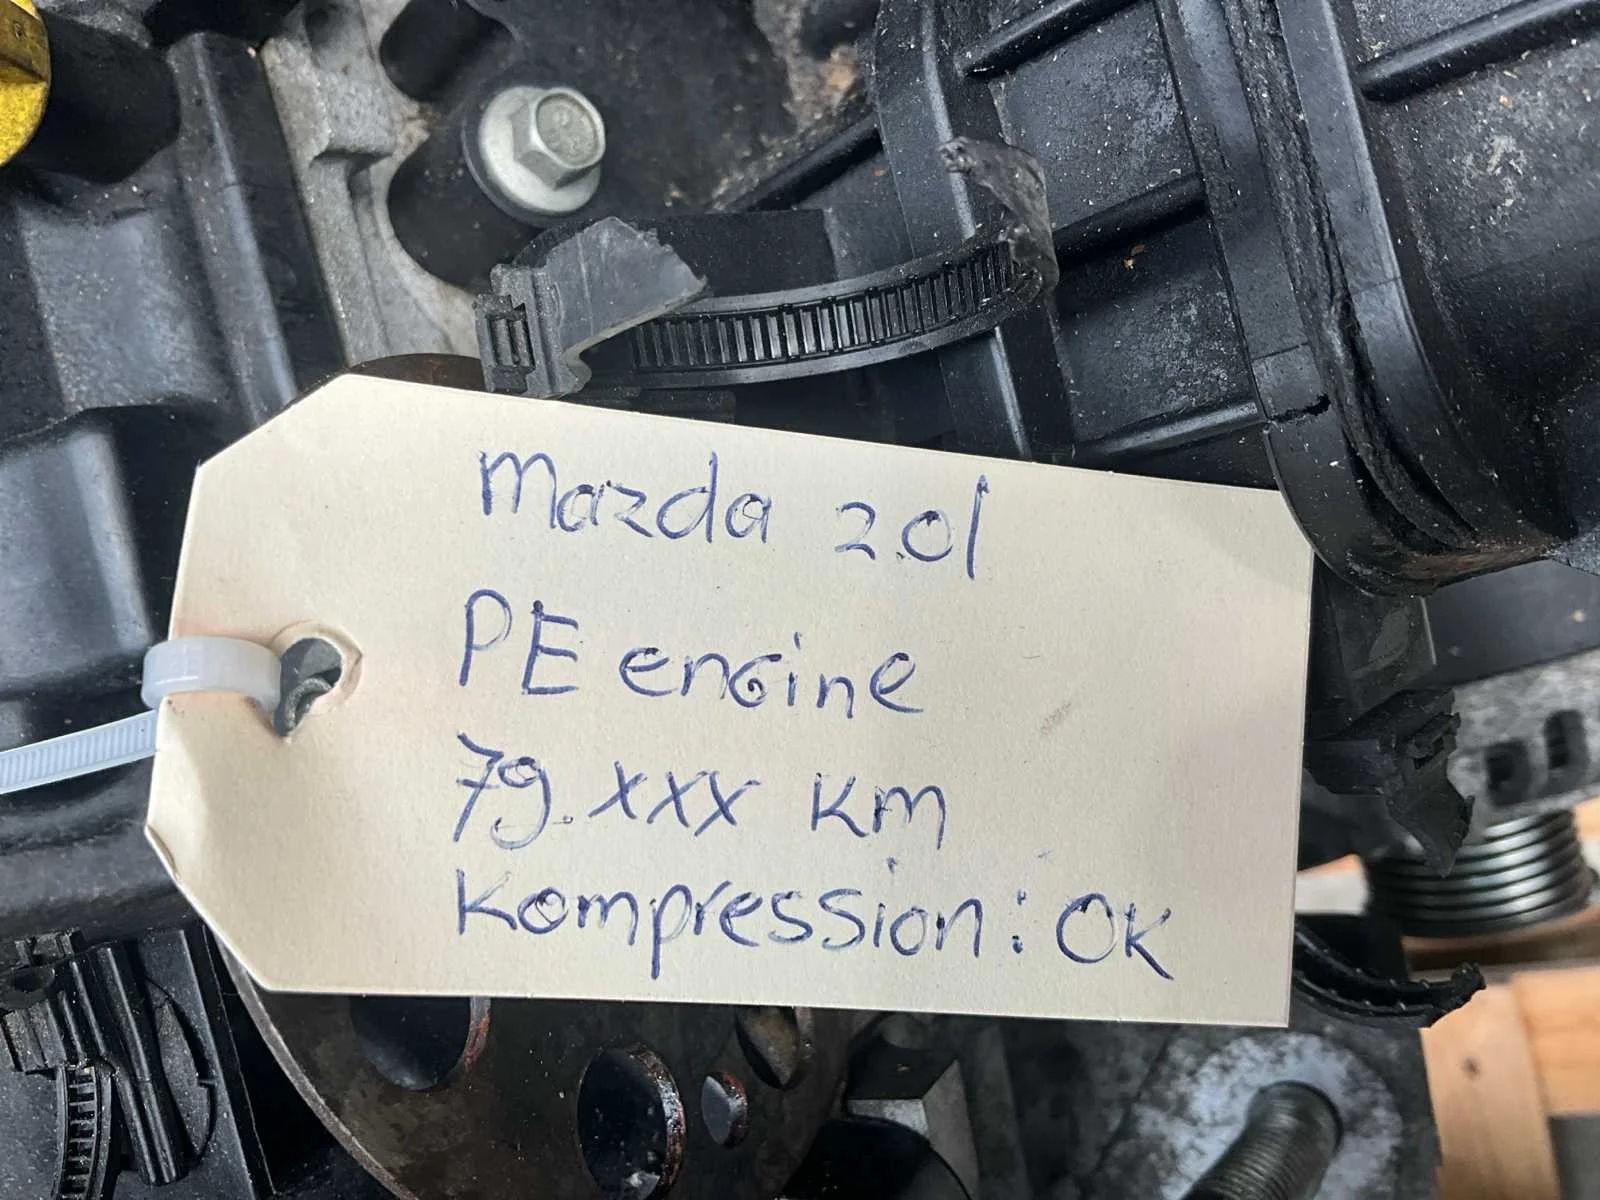 Mazda 2.0l
PE engine
79.xxx km
Kompression: OK